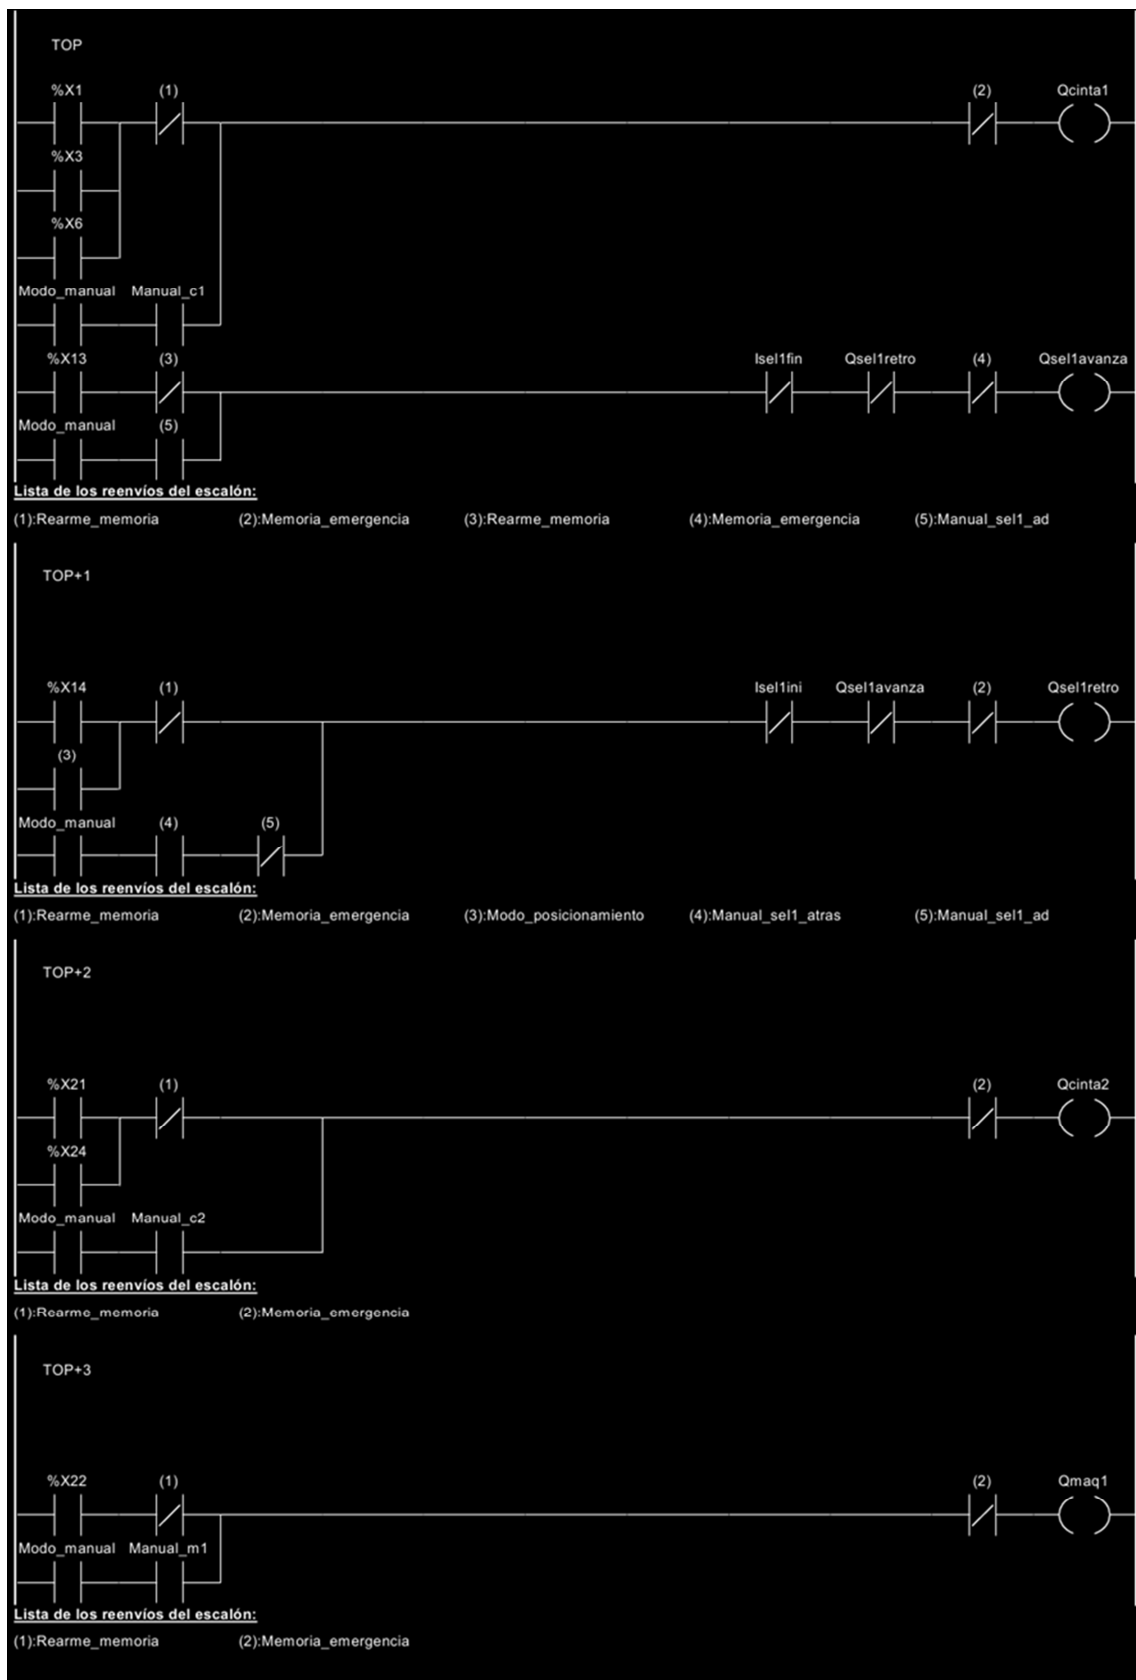 TOP
%X1 (1) (2) Qcinta1
%X3
%X6
Modo_manual Manual_c1
%X13 (3) Isel1fin Qsel1retro (4) Qsel1avanza
Modo_manual (5)
Lista de los reenvíos del escalón:
(1):Rearme_memoria (2):Memoria_emergencia (3):Rearme_memoria (4):Memoria_emergencia (5):Manual_sel1_ad
TOP+1
%X14 (1) Isel1ini Qsel1avanza (2) Qsel1retro
(3)
Modo_manual (4) (5)
Lista de los reenvíos del escalón:
(1):Rearme_memoria (2):Memoria_emergencia (3):Modo_posicionamiento (4):Manual_sel1_atras (5):Manual_sel1_ad
TOP+2
%X21 (1) (2) Qcinta2
%X24
Modo_manual Manual_c2
Lista de los reenvíos del escalón:
(1):Rearme_memoria (2):Memoria_emergencia
TOP+3
%X22 (1) (2) Qmaq1
Modo_manual Manual_m1
Lista de los reenvíos del escalón:
(1):Rearme_memoria (2):Memoria_emergencia